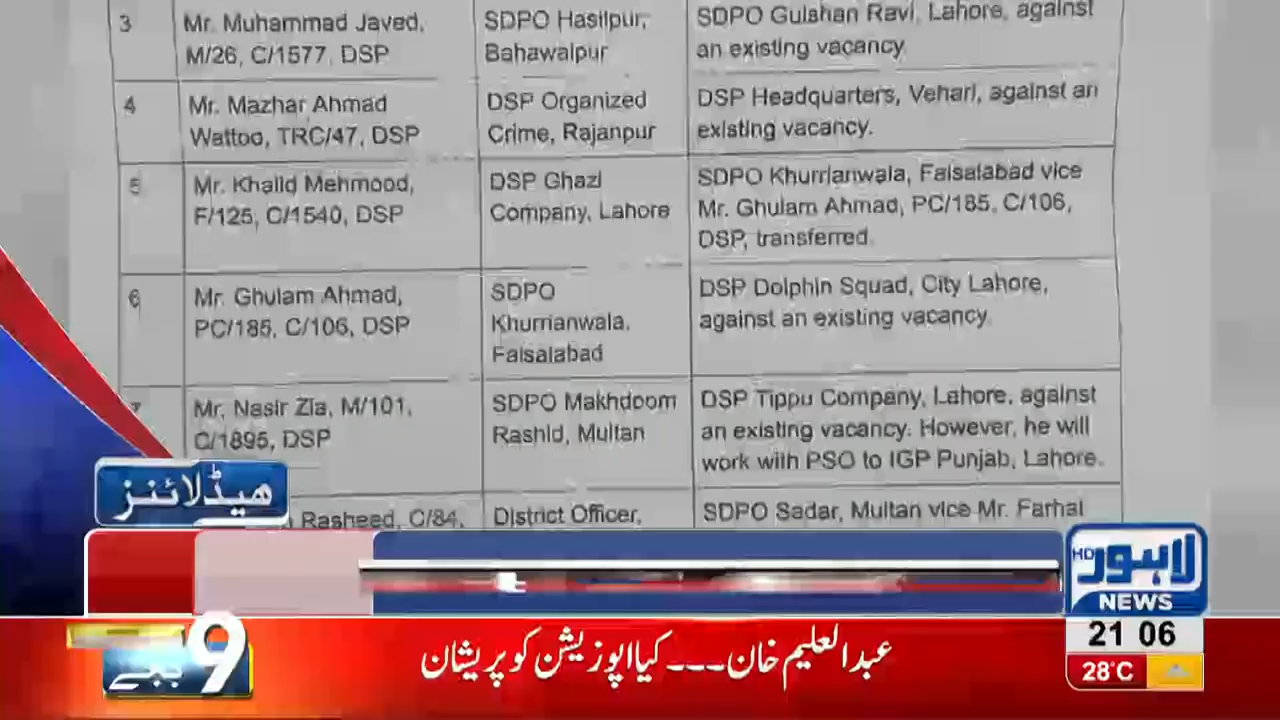 3 Mr. Muhammad Javed, SDPO Hasilpur, SDPO Gulshan Ravi, Lahore, against
M/26, C/1577, DSP Bahawalpur an existing vacancy
4 Mr. Mazhar Ahmad DSP Organized DSP Headquarters, Vehari, against an
Wattoo, TRC/47, DSP Crime, Rajanpur existing vacancy.
5 Mr. Khalid Mehmood, DSP Ghazi SDPO Khurrianwala, Faisalabad vice
F/125, C/1540, DSP Company, Lahore Mr. Ghulam Ahmad, PC/185, C/106,
DSP, transferred.
6 Mr. Ghulam Ahmad, SDPO DSP Dolphin Squad, City Lahore,
PC/185, C/106, DSP Khurrianwala, against an existing vacancy.
Faisalabad
7 Mr. Nasir Zia, M/101, SDPO Makhdoom DSP Tippu Company, Lahore, against
C/1895, DSP Rashid, Multan an existing vacancy. However, he will
work with PSO to IGP Punjab, Lahore.
Rasheed, C/84, District Officer, SDPO Sadar, Multan vice Mr. Farhal
ہیڈلائنز
لاہور HD
NEWS
21 06
28°C
9 بجے
عبدالعلیم خان ۔۔۔ کیا اپوزیشن کو پریشان